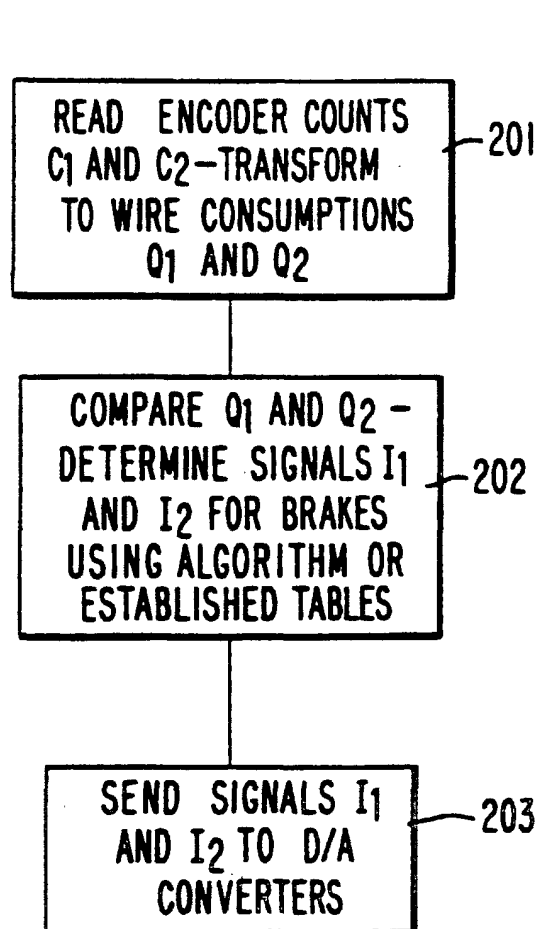 READ ENCODER COUNTS
C1 AND C2-TRANSFORM
TO WIRE CONSUMPTIONS
Q1 AND Q2
201
COMPARE Q1 AND Q2 -
DETERMINE SIGNALS I1
AND I2 FOR BRAKES
USING ALGORITHM OR
ESTABLISHED TABLES
202
SEND SIGNALS I1
AND I2 TO D/A
CONVERTERS
203